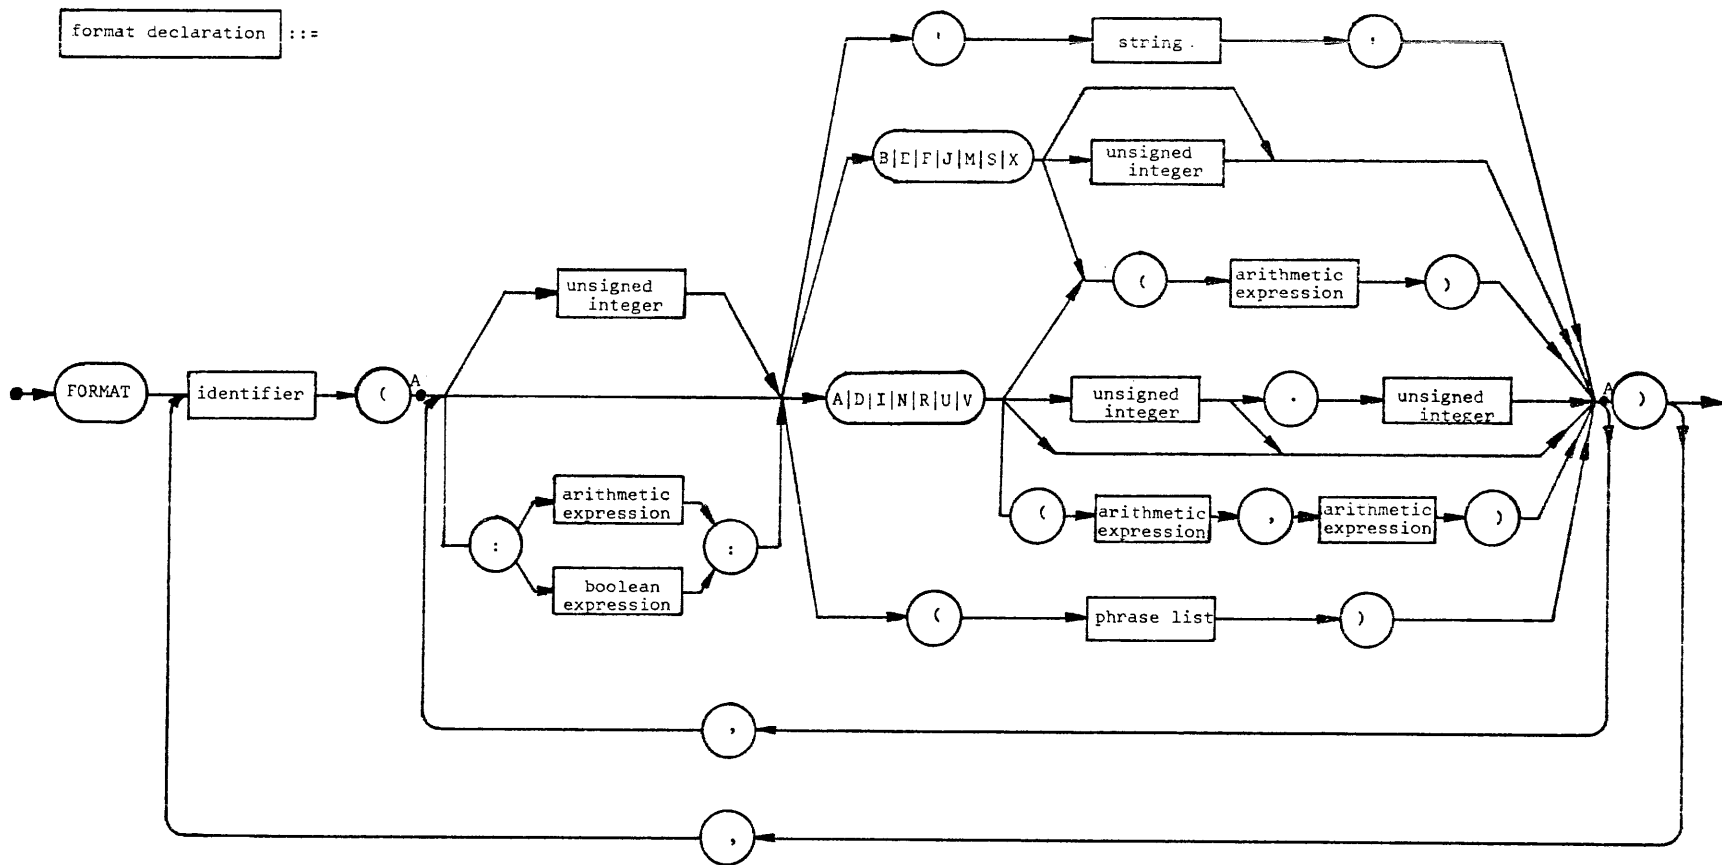 format declaration ::=
' string . '
B|E|F|J|M|S|X
unsigned
integer
( arithmetic
expression )
unsigned
integer
FORMAT identifier ( A
A|D|I|N|R|U|V
unsigned
integer . unsigned
integer A )
: arithmetic
expression
boolean
expression :
( arithmetic
expression , arithmetic
expression )
( phrase list )
,
,